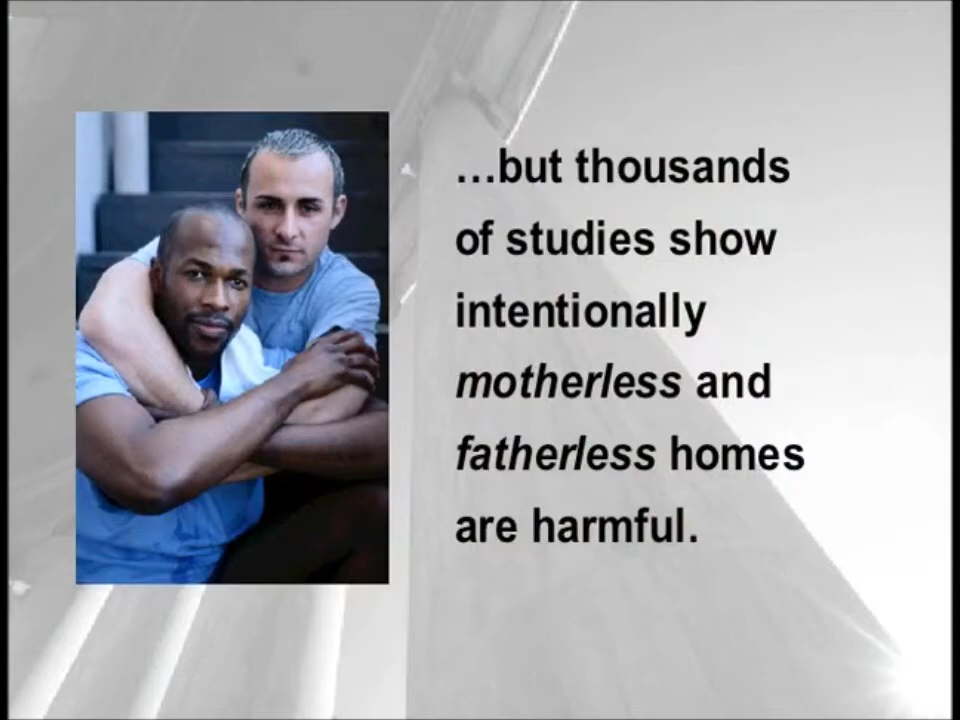 …but thousands
of studies show
intentionally
motherless and
fatherless homes
are harmful.